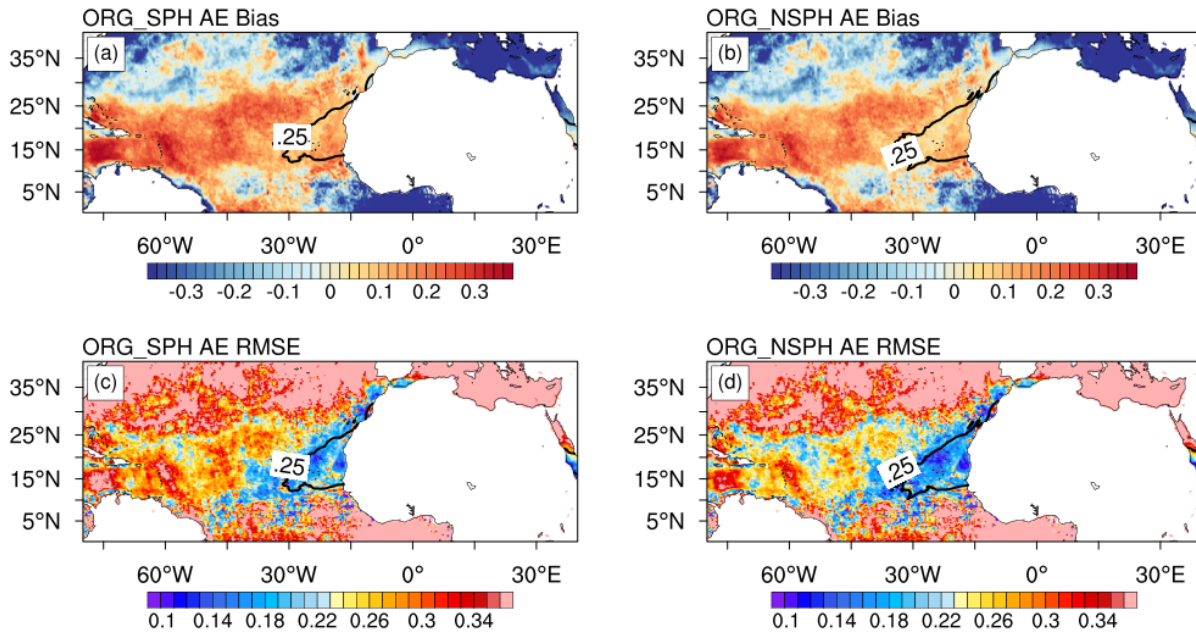 ORG_SPH AE Bias
(a)
35°N
25°N
15°N
5°N
.25
60°W 30°W 0° 30°E
-0.3 -0.2 -0.1 0 0.1 0.2 0.3
ORG_NSPH AE Bias
(b)
35°N
25°N
15°N
5°N
.25
60°W 30°W 0° 30°E
-0.3 -0.2 -0.1 0 0.1 0.2 0.3
ORG_SPH AE RMSE
(c)
35°N
25°N
15°N
5°N
.25
60°W 30°W 0° 30°E
0.1 0.14 0.18 0.22 0.26 0.3 0.34
ORG_NSPH AE RMSE
(d)
35°N
25°N
15°N
5°N
.25
60°W 30°W 0° 30°E
0.1 0.14 0.18 0.22 0.26 0.3 0.34